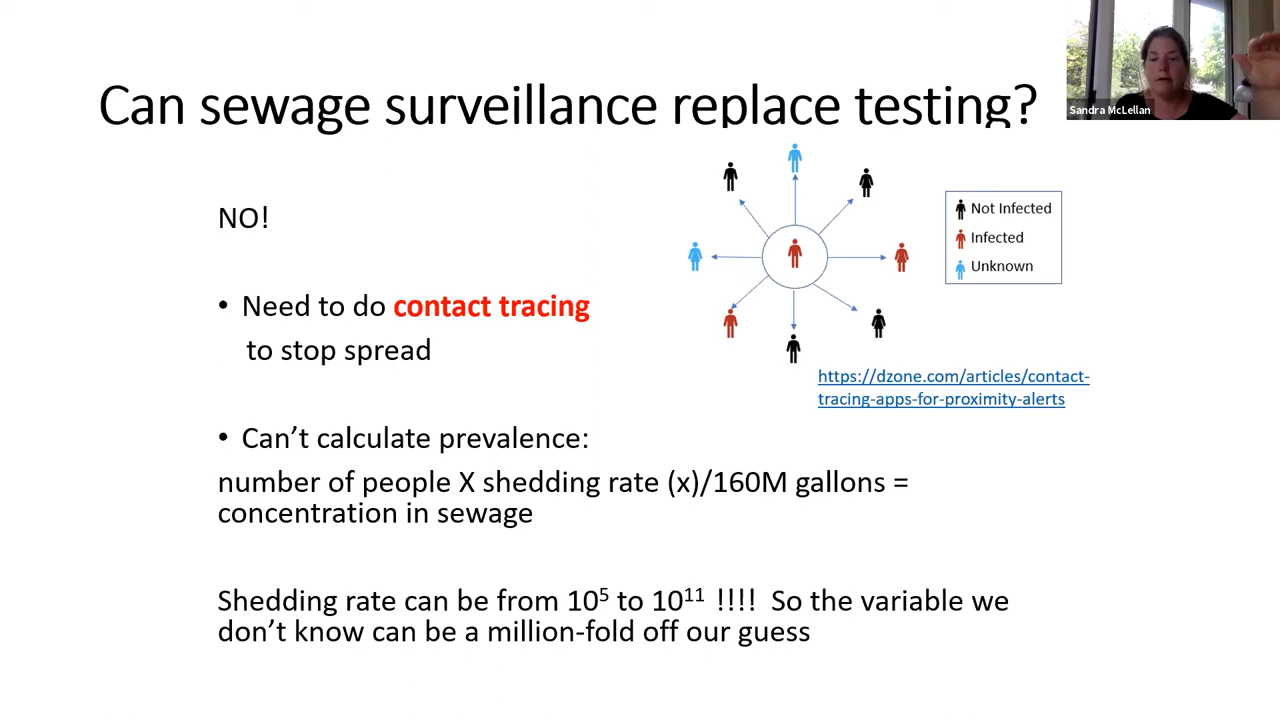 Can sewage surveillance replace testing?
Sandra McLellan
NO!
• Need to do contact tracing
to stop spread
Not Infected
Infected
Unknown
https://dzone.com/articles/contact-
tracing-apps-for-proximity-alerts
• Can’t calculate prevalence:
number of people X shedding rate (x)/160M gallons =
concentration in sewage
Shedding rate can be from 10⁵ to 10¹¹ !!!! So the variable we
don’t know can be a million-fold off our guess